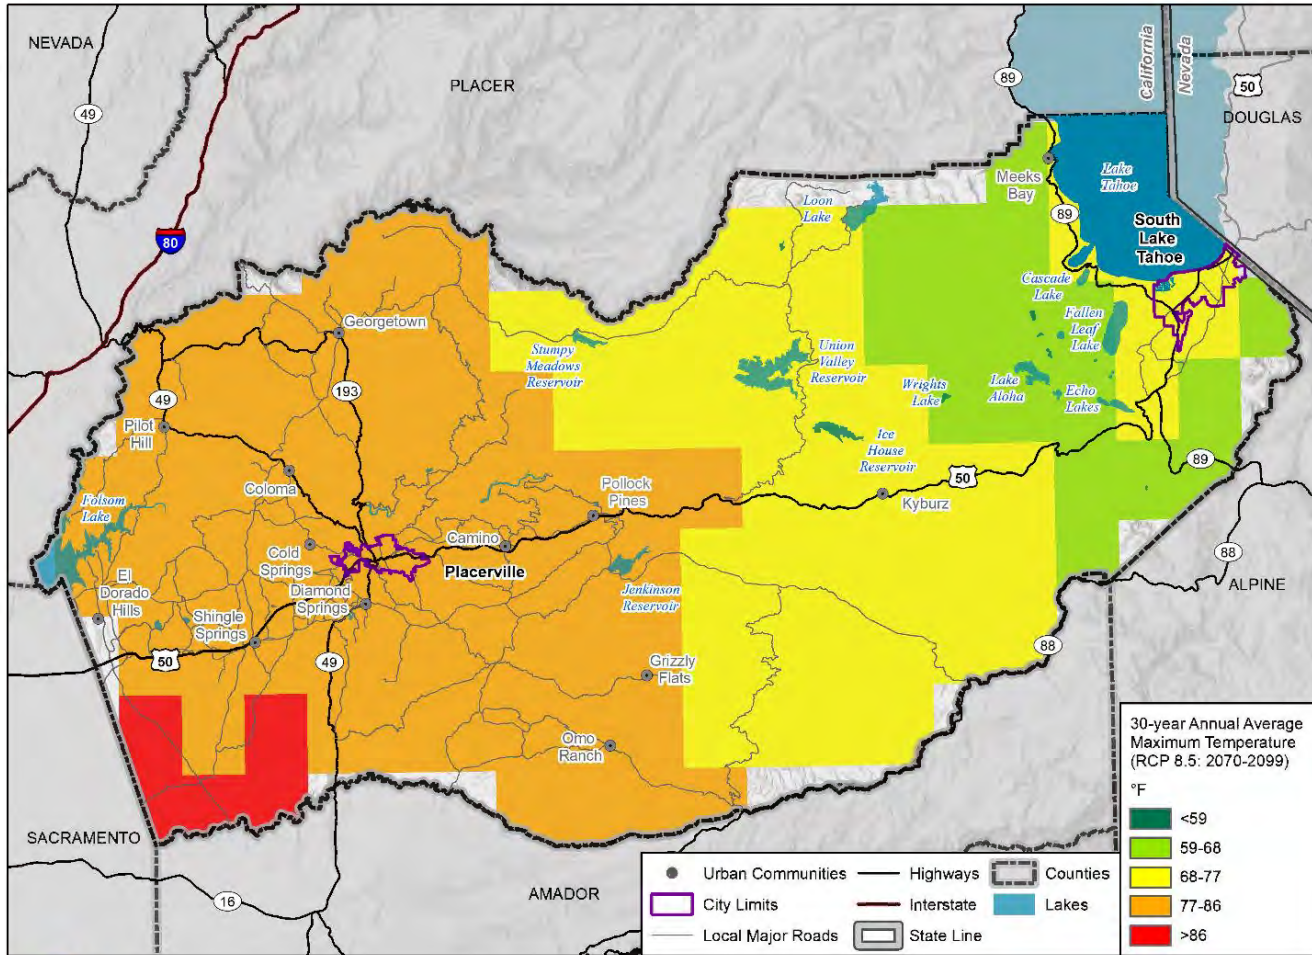 NEVADA
49
80
PLACER
89
California
Nevada
50
DOUGLAS
Meeks
Bay
Lake
Tahoe
89
South
Lake
Tahoe
Loon
Lake
Cascade
Lake
Fallen
Leaf
Lake
Georgetown
Stumpy
Meadows
Reservoir
Union
Valley
Reservoir
Wrights
Lake
Lake
Aloha
Echo
Lakes
193
49
Pilot
Hill
Ice
House
Reservoir
89
Coloma
Pollock
Pines
50
Kyburz
Folsom
Lake
Camino
Cold
Springs
Placerville
88
El
Dorado
Hills
Diamond
Springs
Jenkinson
Reservoir
ALPINE
Shingle
Springs
50
49
88
Grizzly
Flats
Omo
Ranch
SACRAMENTO
16
AMADOR
30-year Annual Average
Maximum Temperature
(RCP 8.5: 2070-2099)
°F
<59
59-68
68-77
77-86
>86
Urban Communities
Highways
Counties
City Limits
Interstate
Lakes
Local Major Roads
State Line